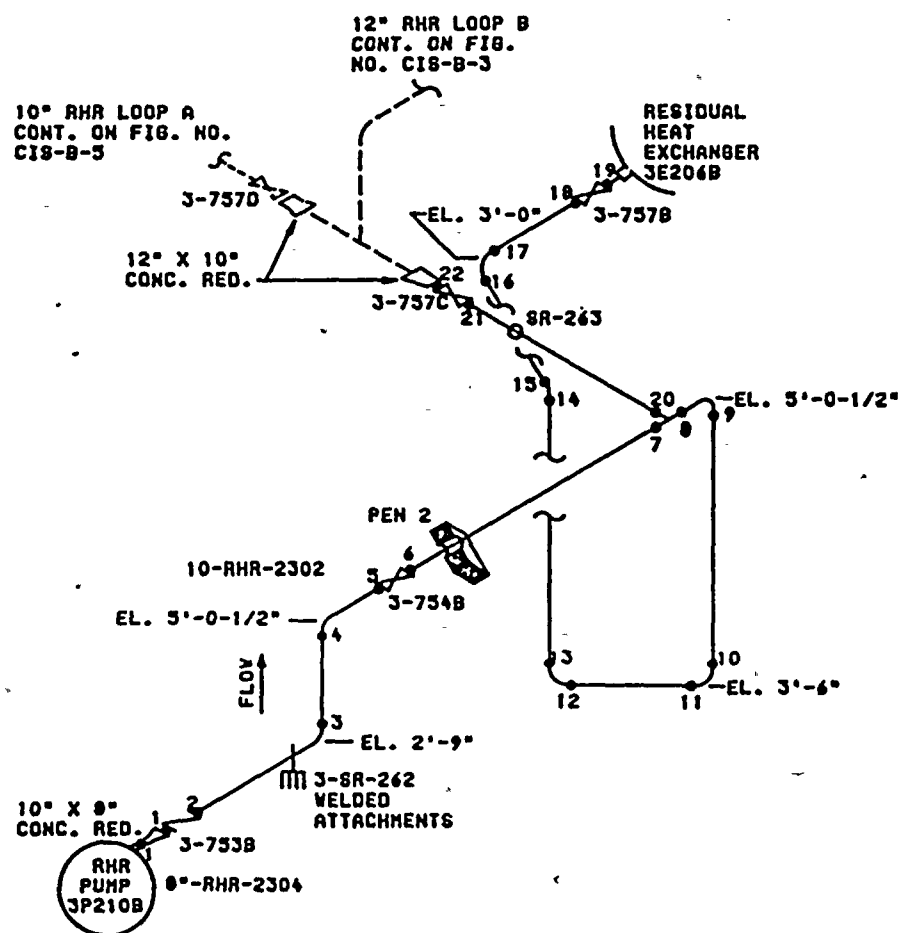 12" RHR LOOP B
CONT. ON FIG.
NO. CIS-B-3
10" RHR LOOP A
CONT. ON FIG. NO.
CIS-B-5
RESIDUAL
HEAT
EXCHANGER
3E206B
3-757D
19
18
3-757B
EL. 3'-0"
17
12" X 10"
CONC. RED.
22
16
3-757C
21
SR-263
15
14
20
EL. 5'-0-1/2"
9
8
7
PEN 2
6
10-RHR-2302
5
3-754B
EL. 5'-0-1/2"
4
FLOW
13
10
12
11
EL. 3'-6"
3
EL. 2'-9"
3-SR-262
WELDED
ATTACHMENTS
10" X 8"
CONC. RED.
2
1
3-753B
1
RHR
PUMP
3P210B
8"-RHR-2304